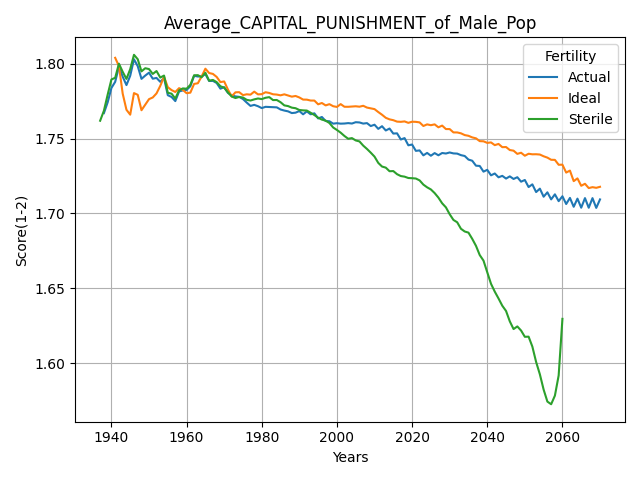 Average_CAPITAL_PUNISHMENT_of_Male_Pop
Fertility
Actual
Ideal
Sterile
Score(1-2)
1.80
1.75
1.70
1.65
1.60
1940 1960 1980 2000 2020 2040 2060
Years